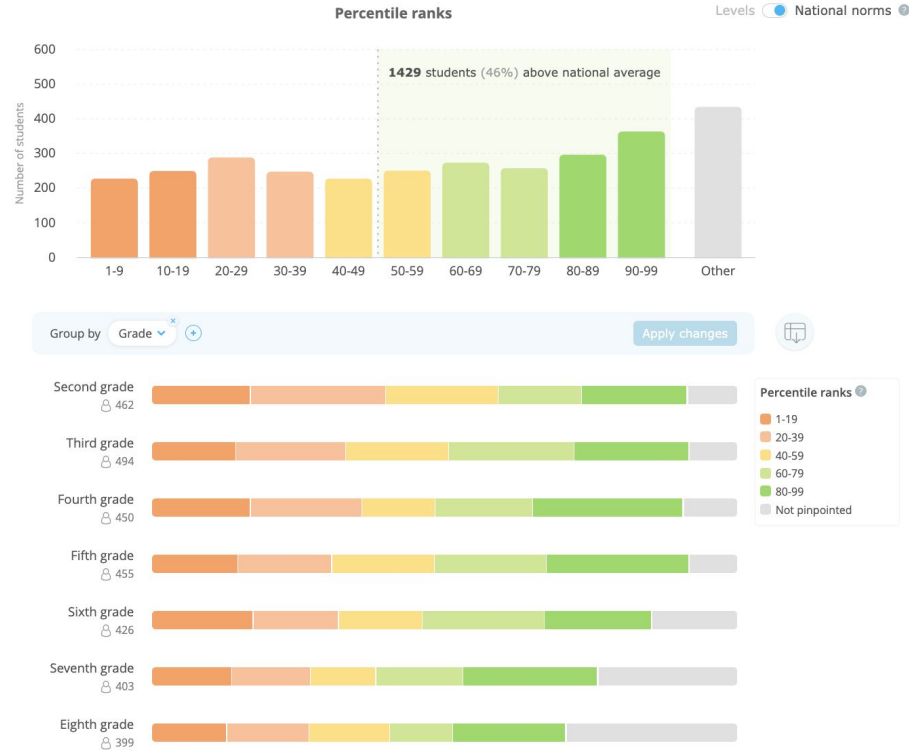 Percentile ranks
Levels National norms ?
600
500
400
300
200
100
0
Number of students
1429 students (46%) above national average
1-9 10-19 20-29 30-39 40-49 50-59 60-69 70-79 80-89 90-99 Other
Group by Grade × + Apply changes
Second grade
462
Third grade
494
Fourth grade
450
Fifth grade
455
Sixth grade
426
Seventh grade
403
Eighth grade
399
Percentile ranks ?
1-19
20-39
40-59
60-79
80-99
Not pinpointed